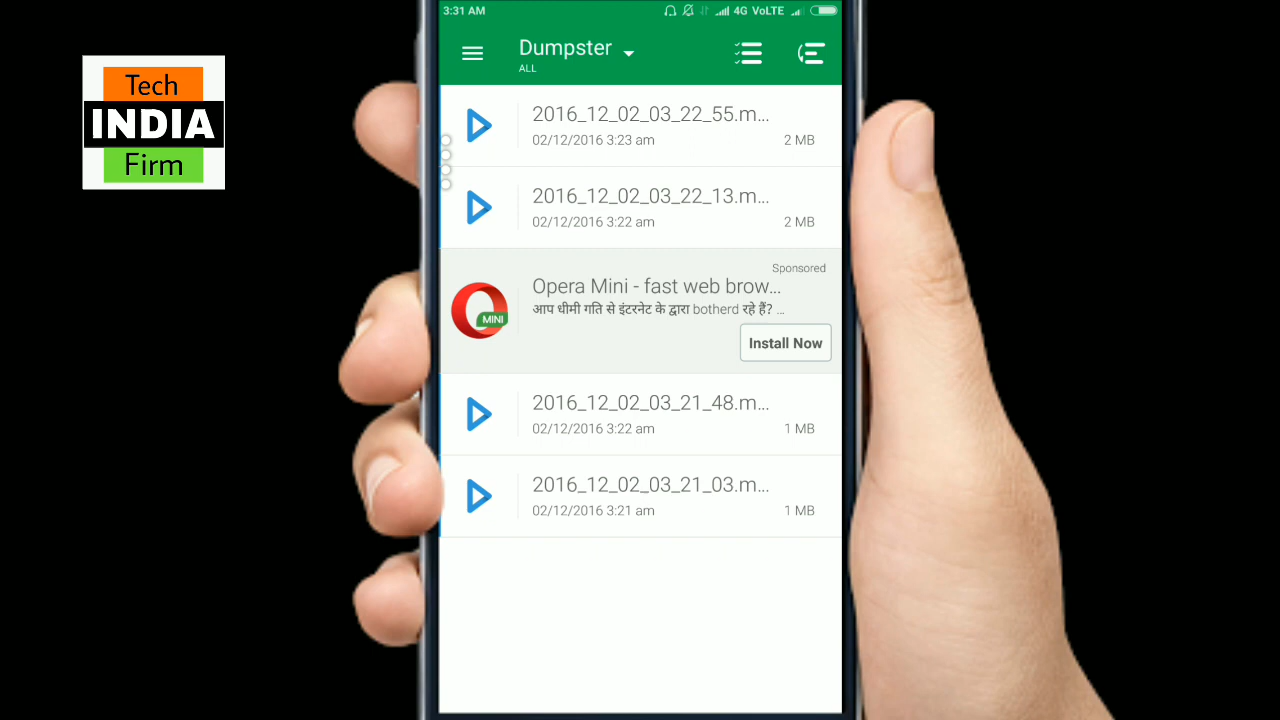 Tech
INDIA
Firm
3:31 AM
4G VoLTE
Dumpster
ALL
2016_12_02_03_22_55.m...
02/12/2016 3:23 am
2 MB
2016_12_02_03_22_13.m...
02/12/2016 3:22 am
2 MB
Sponsored
Opera Mini - fast web brow...
MINI
आप धीमी गति से इंटरनेट के द्वारा botherd रहे हैं? ...
Install Now
2016_12_02_03_21_48.m...
02/12/2016 3:22 am
1 MB
2016_12_02_03_21_03.m...
02/12/2016 3:21 am
1 MB